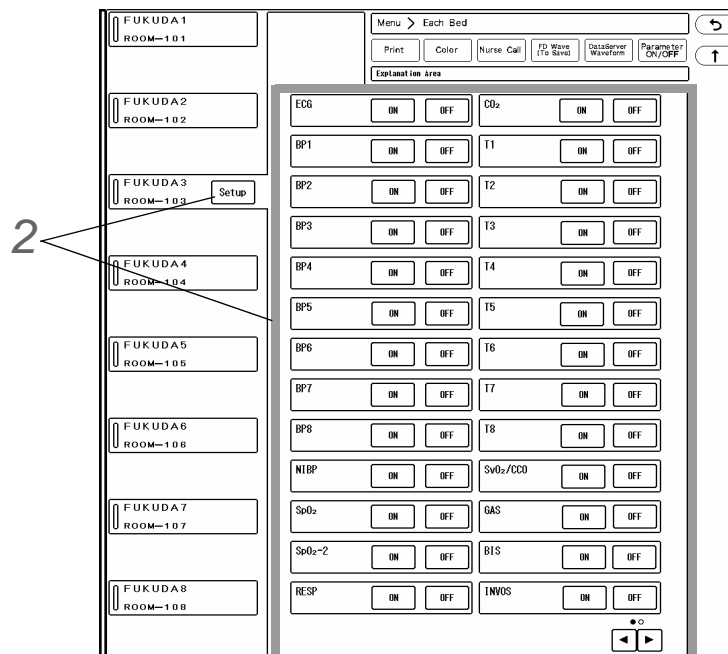 FUKUDA1
ROOM-101
Menu > Each Bed
Print Color Nurse Call FD Wave (To Save) DataServer Waveform Parameter ON/OFF
Explanation Area
FUKUDA2
ROOM-102
ECG ON OFF CO₂ ON OFF
BP1 ON OFF T1 ON OFF
FUKUDA3
ROOM-103
Setup
BP2 ON OFF T2 ON OFF
2
BP3 ON OFF T3 ON OFF
FUKUDA4
ROOM-104
BP4 ON OFF T4 ON OFF
BP5 ON OFF T5 ON OFF
FUKUDA5
ROOM-105
BP6 ON OFF T6 ON OFF
BP7 ON OFF T7 ON OFF
FUKUDA6
ROOM-106
BP8 ON OFF T8 ON OFF
NIBP ON OFF SvO₂/CCO ON OFF
FUKUDA7
ROOM-107
SpO₂ ON OFF GAS ON OFF
SpO₂-2 ON OFF BIS ON OFF
FUKUDA8
ROOM-108
RESP ON OFF INVOS ON OFF